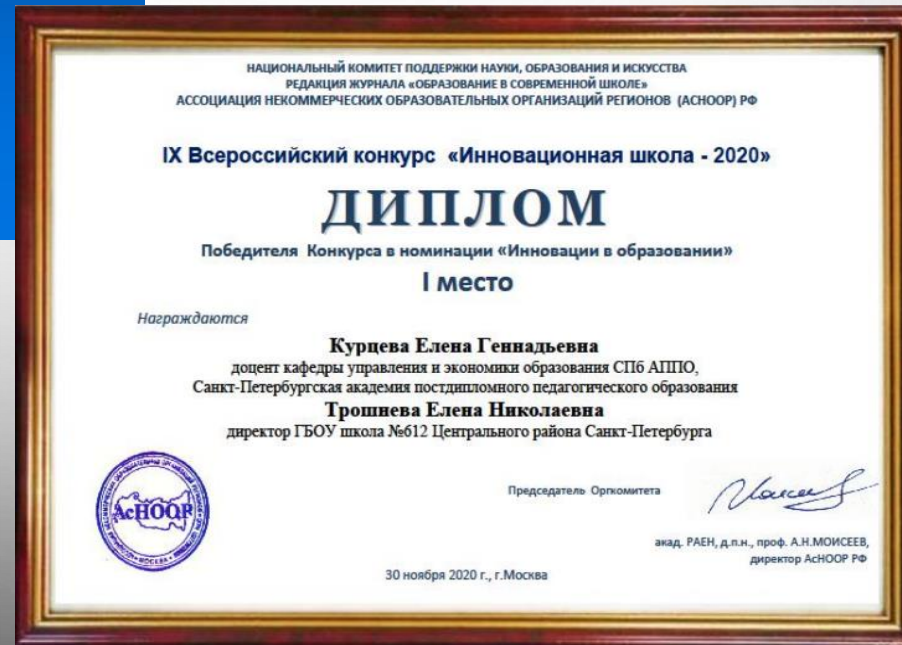 НАЦИОНАЛЬНЫЙ КОМИТЕТ ПОДДЕРЖКИ НАУКИ, ОБРАЗОВАНИЯ И ИСКУССТВА
РЕДАКЦИЯ ЖУРНАЛА «ОБРАЗОВАНИЕ В СОВРЕМЕННОЙ ШКОЛЕ»
АССОЦИАЦИЯ НЕКОММЕРЧЕСКИХ ОБРАЗОВАТЕЛЬНЫХ ОРГАНИЗАЦИЙ РЕГИОНОВ (АСНООР) РФ
IX Всероссийский конкурс «Инновационная школа - 2020»
ДИПЛОМ
Победителя Конкурса в номинации «Инновации в образовании»
I место
Награждаются
Курцева Елена Геннадьевна
доцент кафедры управления и экономики образования СПб АППО,
Санкт-Петербургская академия постдипломного педагогического образования
Трошнева Елена Николаевна
директор ГБОУ школа №612 Центрального района Санкт-Петербурга
АсНООР
МОСКВА
Председатель Оргкомитета
акад. РАЕН, д.п.н., проф. А.Н.МОИСЕЕВ,
директор АсНООР РФ
30 ноября 2020 г., г.Москва